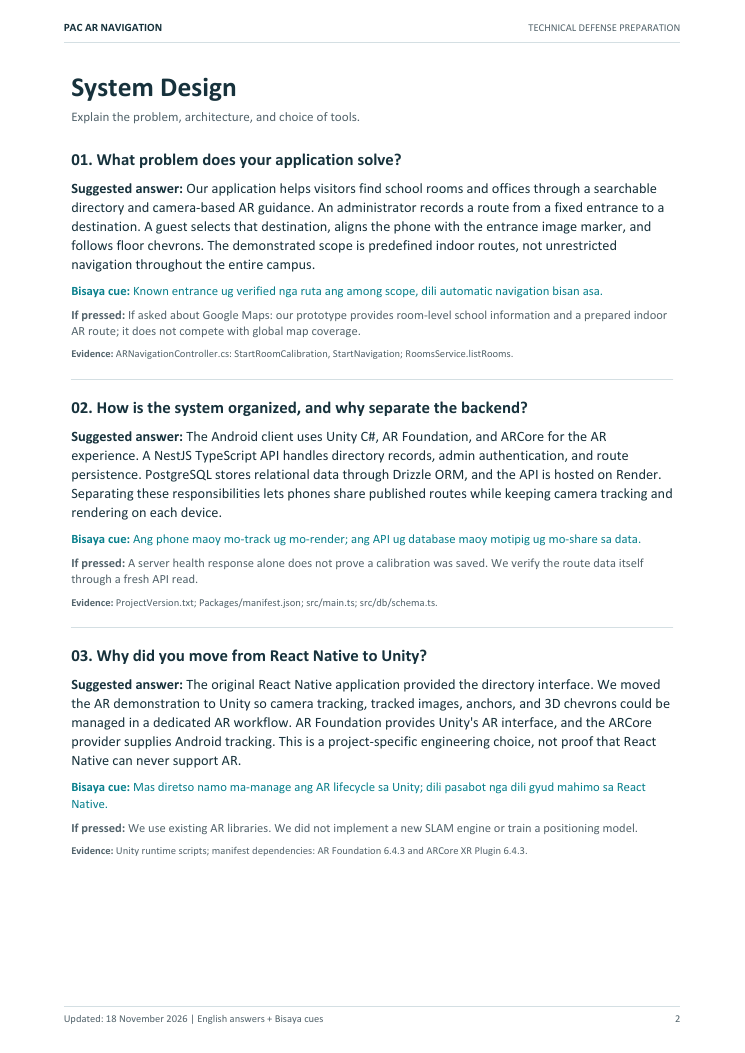 PAC AR NAVIGATION
TECHNICAL DEFENSE PREPARATION
System Design
Explain the problem, architecture, and choice of tools.
01. What problem does your application solve?
Suggested answer: Our application helps visitors find school rooms and offices through a searchable
directory and camera-based AR guidance. An administrator records a route from a fixed entrance to a
destination. A guest selects that destination, aligns the phone with the entrance image marker, and
follows floor chevrons. The demonstrated scope is predefined indoor routes, not unrestricted
navigation throughout the entire campus.
Bisaya cue: Known entrance ug verified nga ruta ang among scope, dili automatic navigation bisan asa.
If pressed: If asked about Google Maps: our prototype provides room-level school information and a prepared indoor
AR route; it does not compete with global map coverage.
Evidence: ARNavigationController.cs: StartRoomCalibration, StartNavigation; RoomsService.listRooms.
02. How is the system organized, and why separate the backend?
Suggested answer: The Android client uses Unity C#, AR Foundation, and ARCore for the AR
experience. A NestJS TypeScript API handles directory records, admin authentication, and route
persistence. PostgreSQL stores relational data through Drizzle ORM, and the API is hosted on Render.
Separating these responsibilities lets phones share published routes while keeping camera tracking and
rendering on each device.
Bisaya cue: Ang phone maoy mo-track ug mo-render; ang API ug database maoy motipig ug mo-share sa data.
If pressed: A server health response alone does not prove a calibration was saved. We verify the route data itself
through a fresh API read.
Evidence: ProjectVersion.txt; Packages/manifest.json; src/main.ts; src/db/schema.ts.
03. Why did you move from React Native to Unity?
Suggested answer: The original React Native application provided the directory interface. We moved
the AR demonstration to Unity so camera tracking, tracked images, anchors, and 3D chevrons could be
managed in a dedicated AR workflow. AR Foundation provides Unity's AR interface, and the ARCore
provider supplies Android tracking. This is a project-specific engineering choice, not proof that React
Native can never support AR.
Bisaya cue: Mas diretso namo ma-manage ang AR lifecycle sa Unity; dili pasabot nga dili gyud mahimo sa React
Native.
If pressed: We use existing AR libraries. We did not implement a new SLAM engine or train a positioning model.
Evidence: Unity runtime scripts; manifest dependencies: AR Foundation 6.4.3 and ARCore XR Plugin 6.4.3.
Updated: 18 November 2026 | English answers + Bisaya cues
2